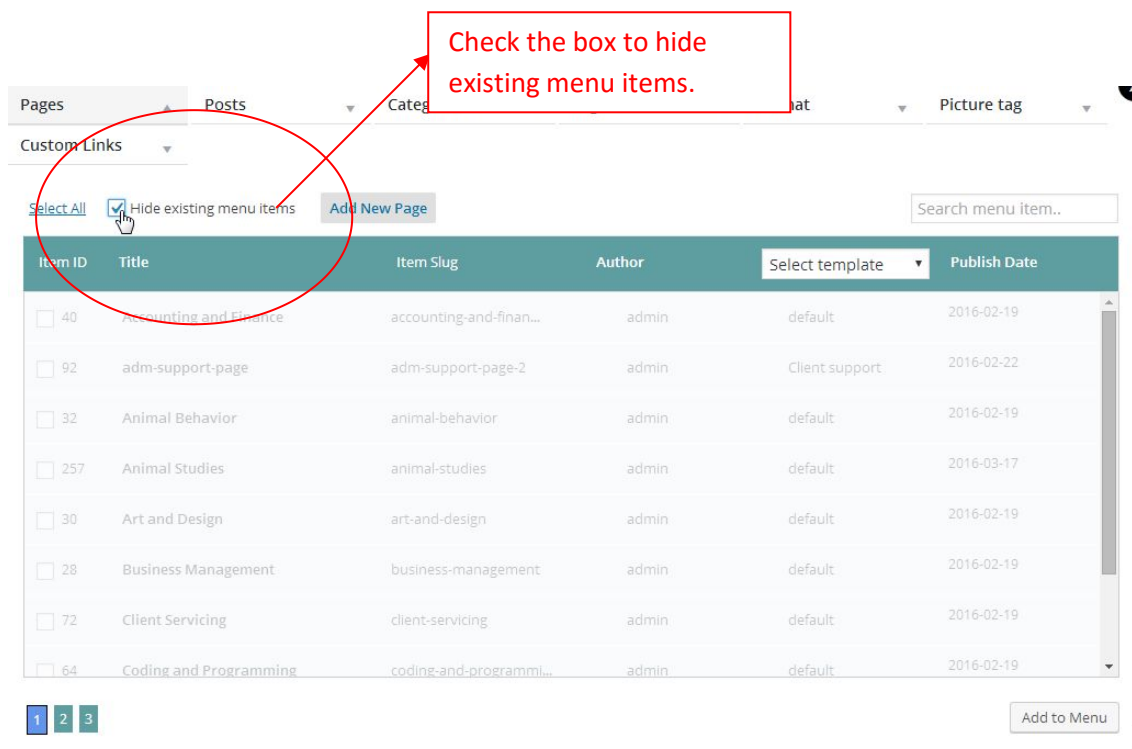 Check the box to hide
existing menu items.
Pages Posts Categ hat Picture tag
Custom Links
Select All Hide existing menu items Add New Page Search menu item..
Item ID Title Item Slug Author Select template Publish Date
40 Accounting and Finance accounting-and-finan... admin default 2016-02-19
92 adm-support-page adm-support-page-2 admin Client support 2016-02-22
32 Animal Behavior animal-behavior admin default 2016-02-19
257 Animal Studies animal-studies admin default 2016-03-17
30 Art and Design art-and-design admin default 2016-02-19
28 Business Management business-management admin default 2016-02-19
72 Client Servicing client-servicing admin default 2016-02-19
64 Coding and Programming coding-and-programmi... admin default 2016-02-19
1 2 3 Add to Menu